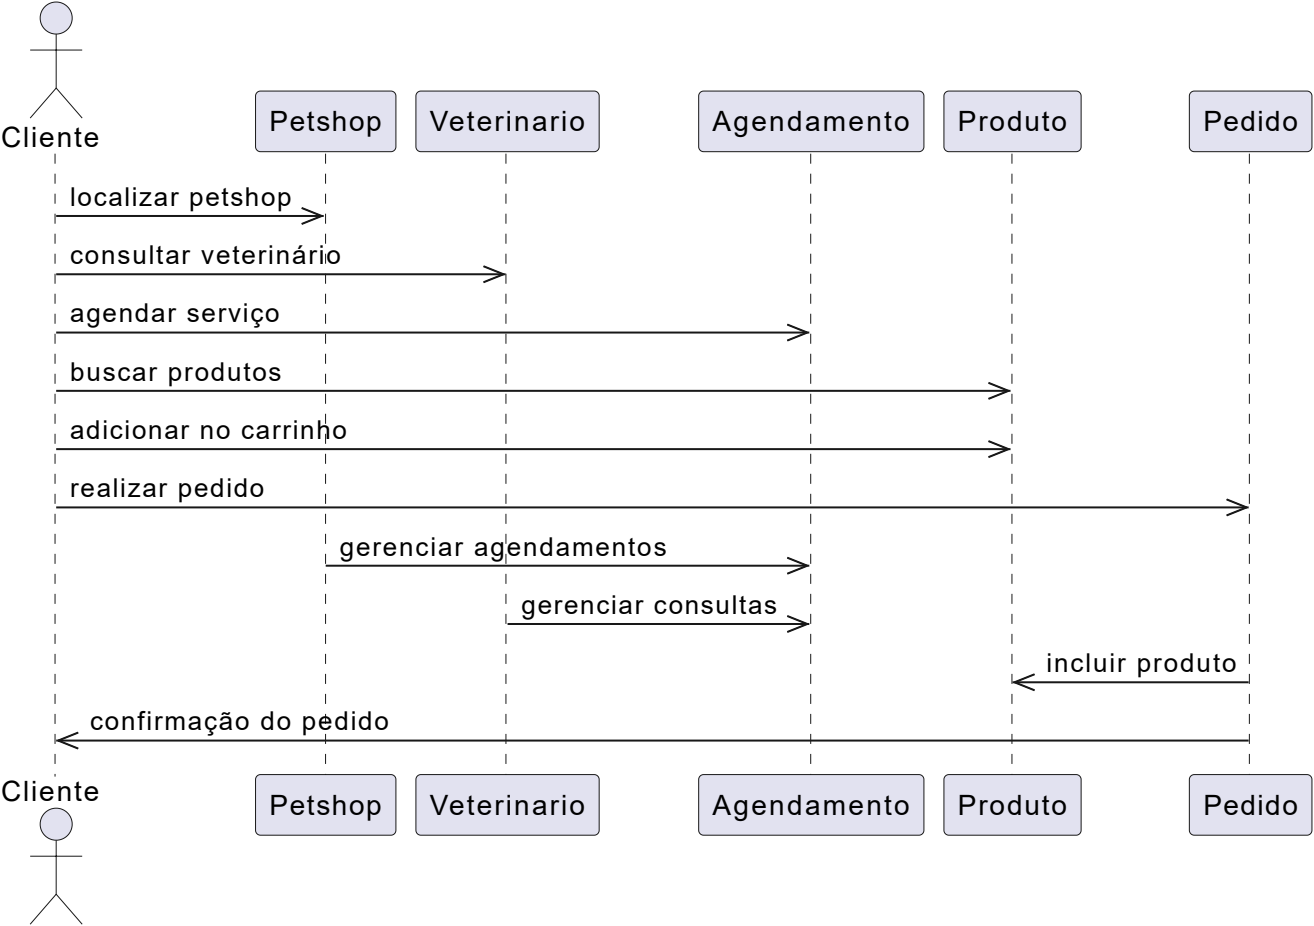 Cliente
Petshop
Veterinario
Agendamento
Produto
Pedido
localizar petshop
consultar veterinário
agendar serviço
buscar produtos
adicionar no carrinho
realizar pedido
gerenciar agendamentos
gerenciar consultas
incluir produto
confirmação do pedido
Cliente
Petshop
Veterinario
Agendamento
Produto
Pedido